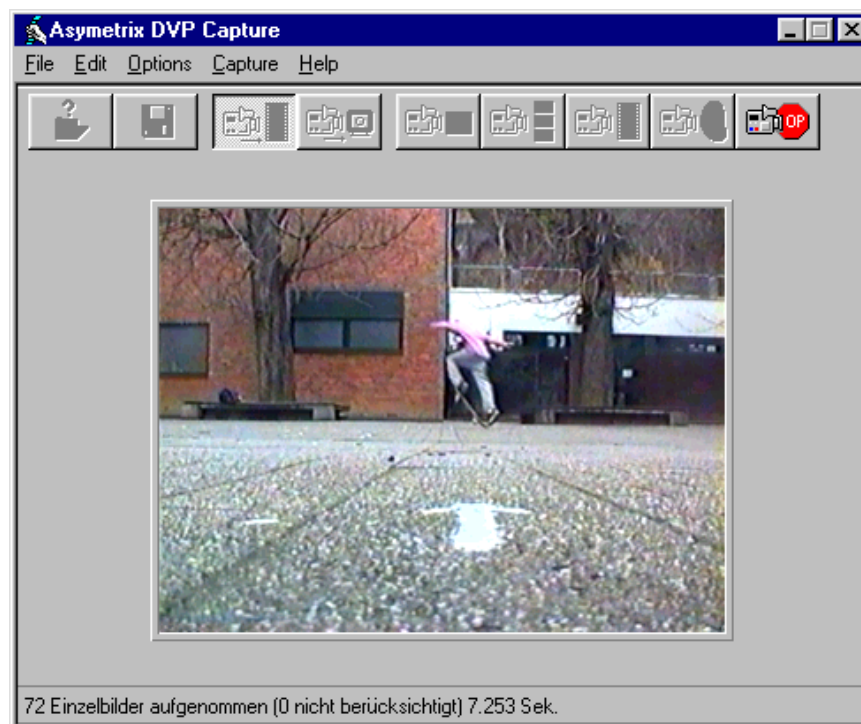 Asymetrix DVP Capture
File Edit Options Capture Help
OP
72 Einzelbilder aufgenommen (0 nicht berücksichtigt) 7.253 Sek.